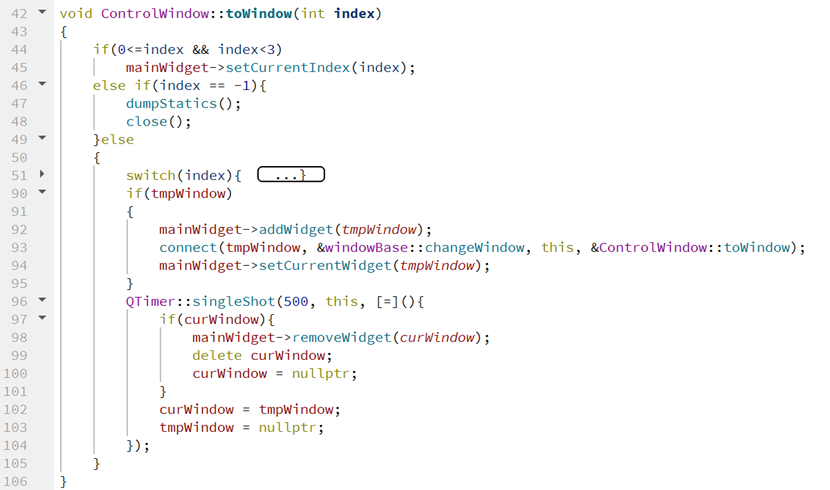 42 void ControlWindow::toWindow(int index)
43 {
44     if(0<=index && index<3)
45         mainWidget->setCurrentIndex(index);
46     else if(index == -1){
47         dumpStatics();
48         close();
49     }else
50     {
51         switch(index){ ...}
90         if(tmpWindow)
91         {
92             mainWidget->addWidget(tmpWindow);
93             connect(tmpWindow, &windowBase::changeWindow, this, &ControlWindow::toWindow);
94             mainWidget->setCurrentWidget(tmpWindow);
95         }
96         QTimer::singleShot(500, this, [=](){
97             if(curWindow){
98                 mainWidget->removeWidget(curWindow);
99                 delete curWindow;
100                 curWindow = nullptr;
101             }
102             curWindow = tmpWindow;
103             tmpWindow = nullptr;
104         });
105     }
106 }